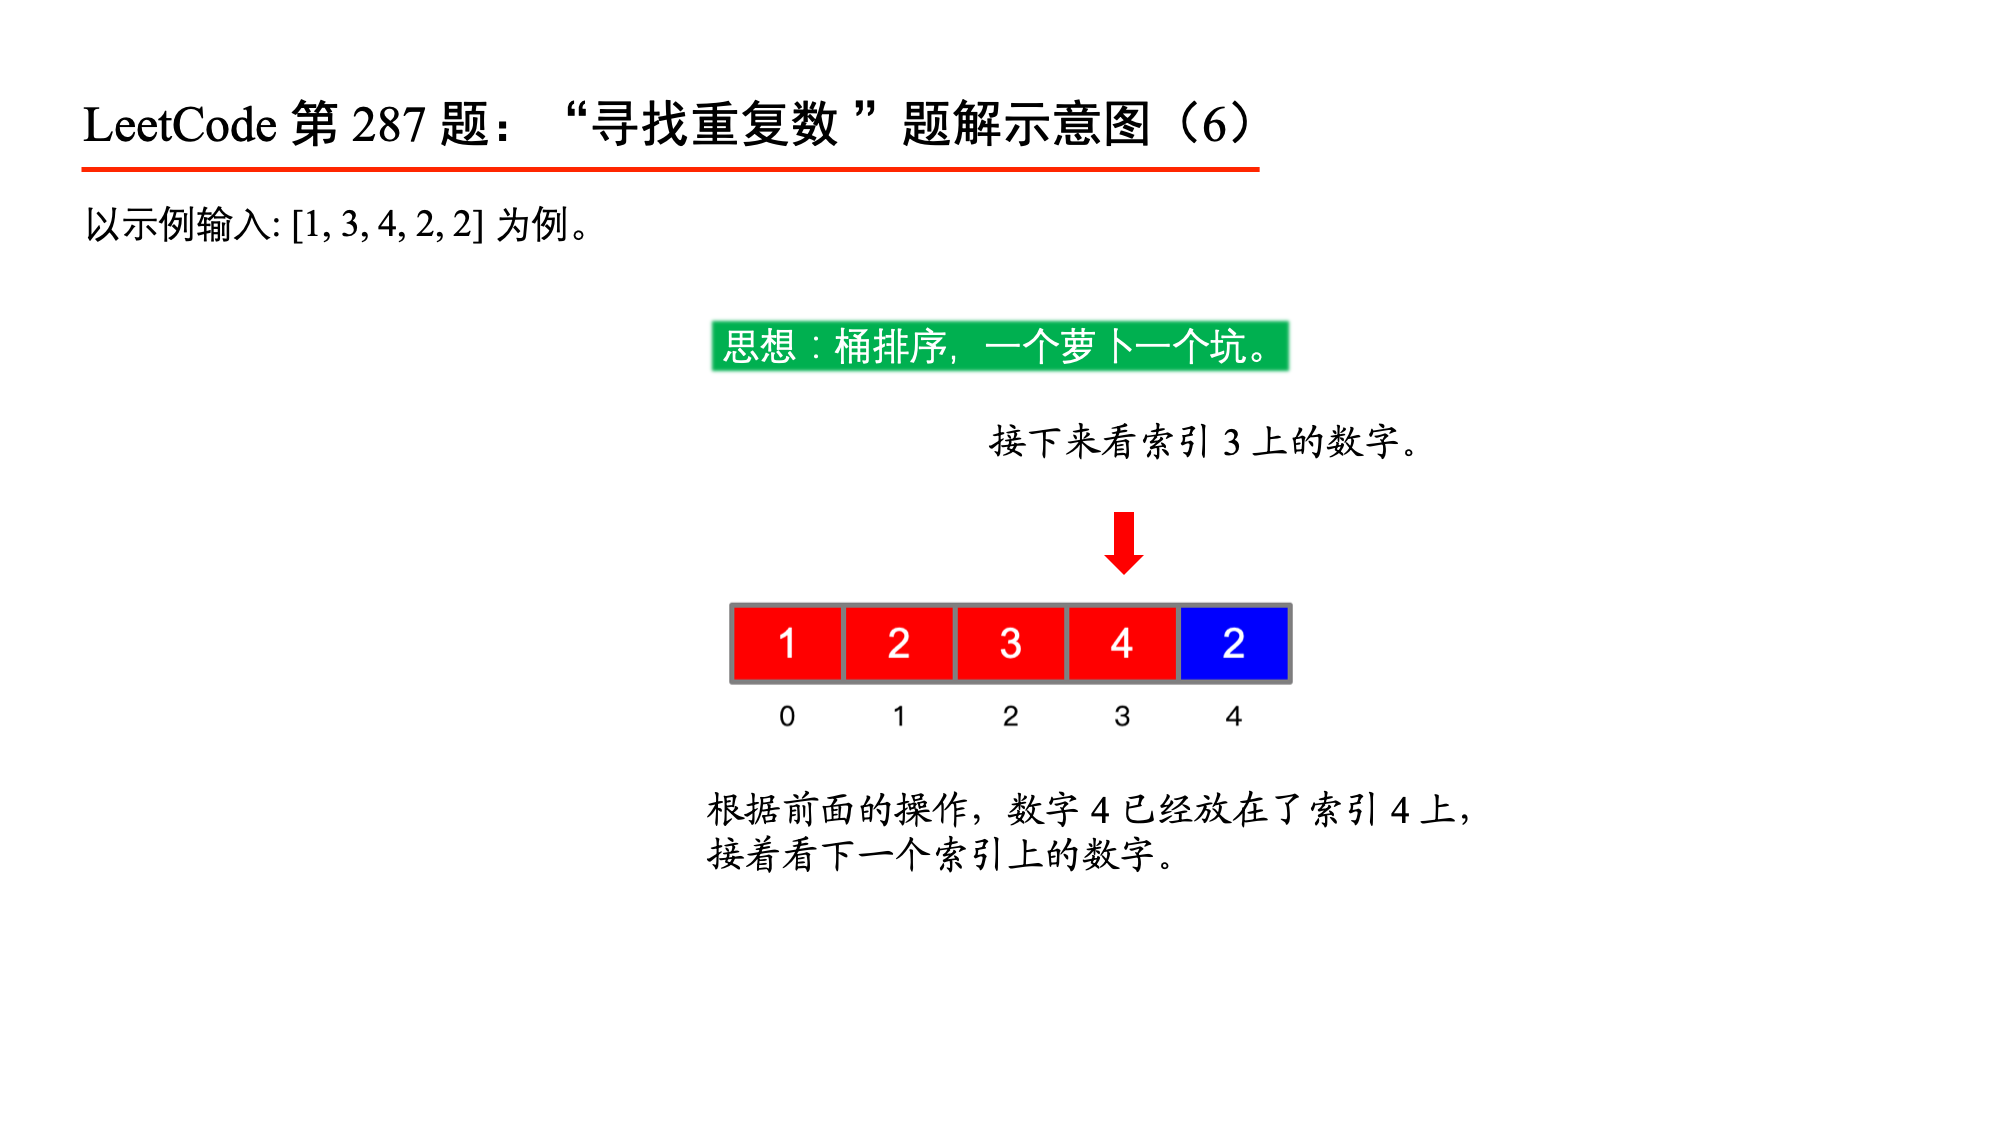 LeetCode 第 287 题：“寻找重复数 ”题解示意图（6）
以示例输入: [1, 3, 4, 2, 2] 为例。
思想：桶排序，一个萝卜一个坑。
接下来看索引 3 上的数字。
1 2 3 4 2
0 1 2 3 4
根据前面的操作，数字 4 已经放在了索引 4 上，
接着看下一个索引上的数字。